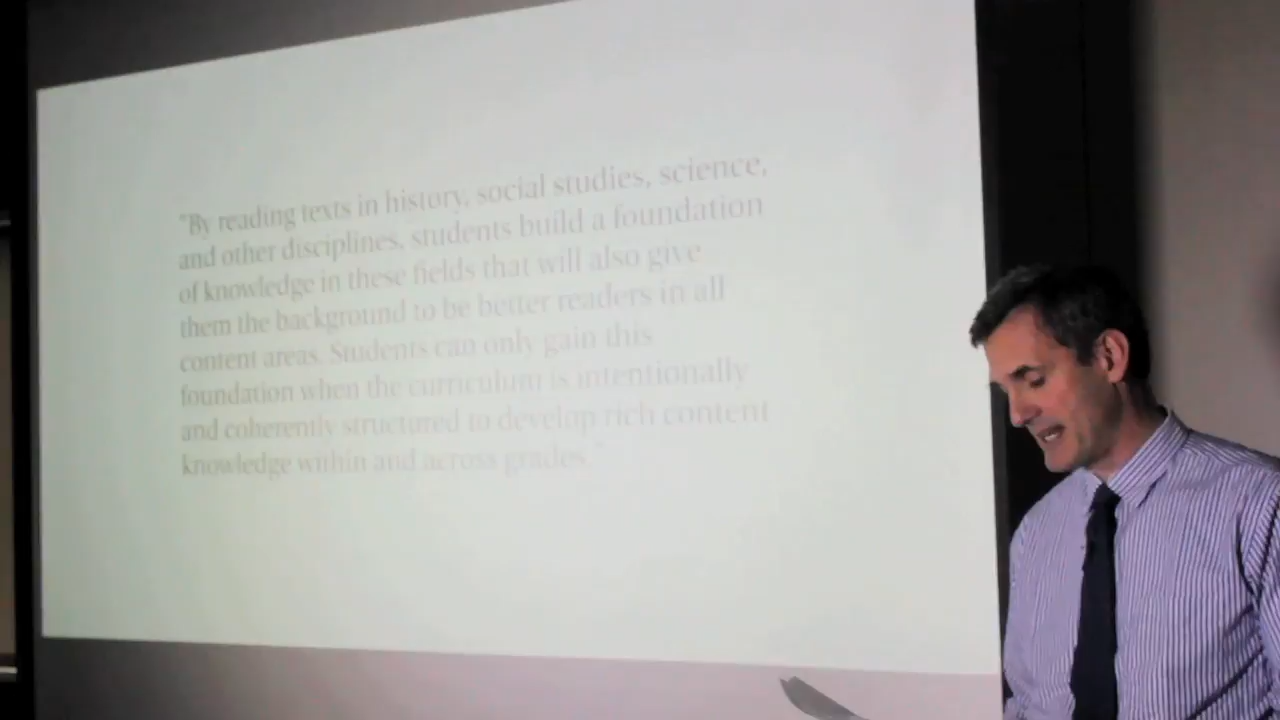 "By reading texts in history, social studies, science,
and other disciplines, students build a foundation
of knowledge in these fields that will also give
them the background to be better readers in all
content areas. Students can only gain this
foundation when the curriculum is intentionally
and coherently structured to develop rich content
knowledge within and across grades."